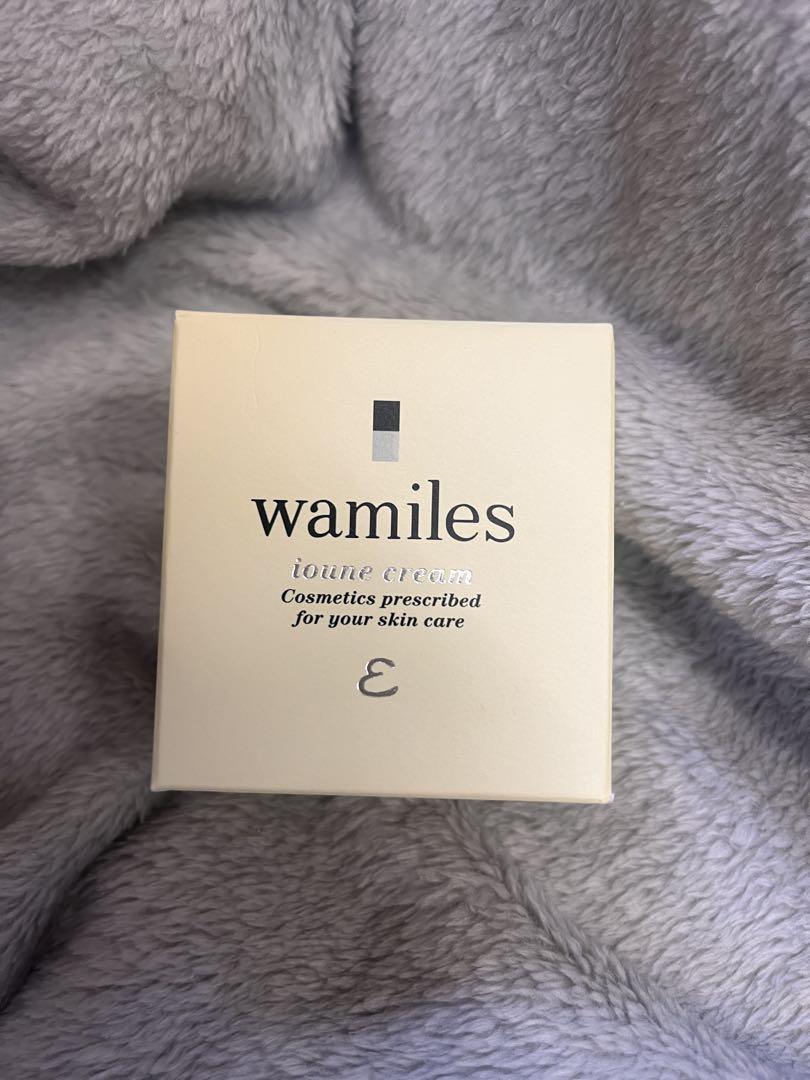 wamiles
ioune cream
Cosmetics prescribed
for your skin care
ε